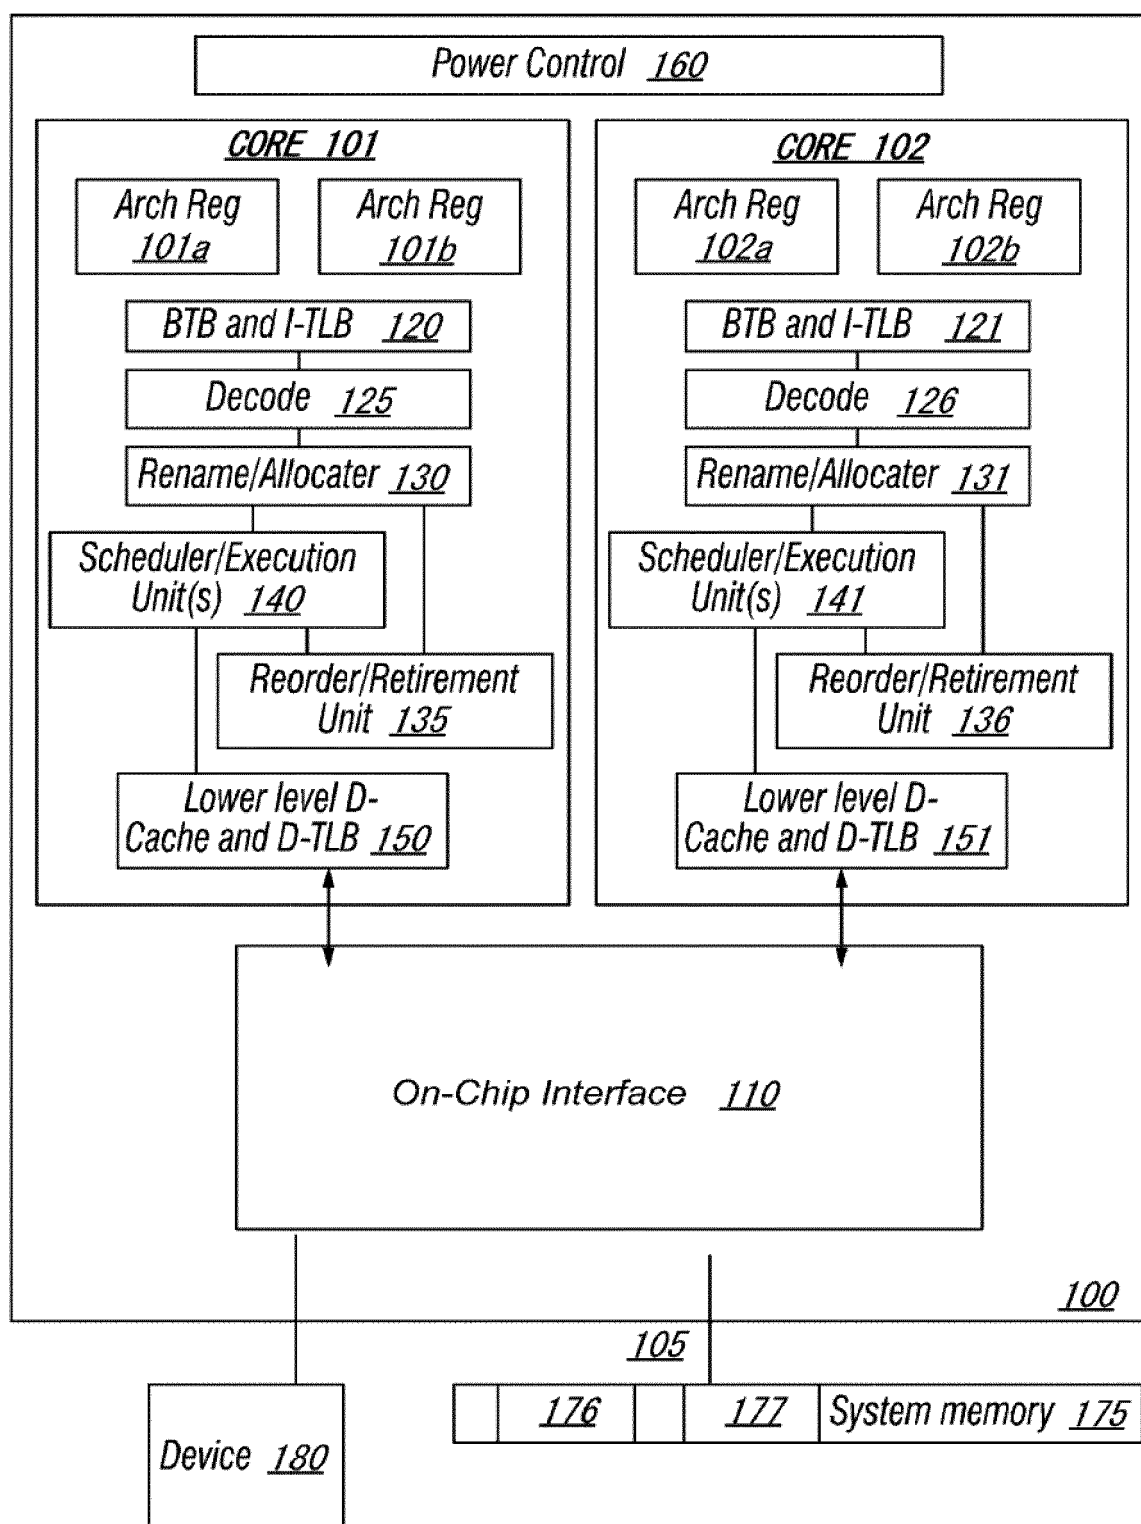 Power Control 160
CORE 101
Arch Reg
101a
Arch Reg
101b
BTB and I-TLB 120
Decode 125
Rename/Allocater 130
Scheduler/Execution
Unit(s) 140
Reorder/Retirement
Unit 135
Lower level D-
Cache and D-TLB 150
CORE 102
Arch Reg
102a
Arch Reg
102b
BTB and I-TLB 121
Decode 126
Rename/Allocater 131
Scheduler/Execution
Unit(s) 141
Reorder/Retirement
Unit 136
Lower level D-
Cache and D-TLB 151
On-Chip Interface 110
100
105
176
177
System memory 175
Device 180